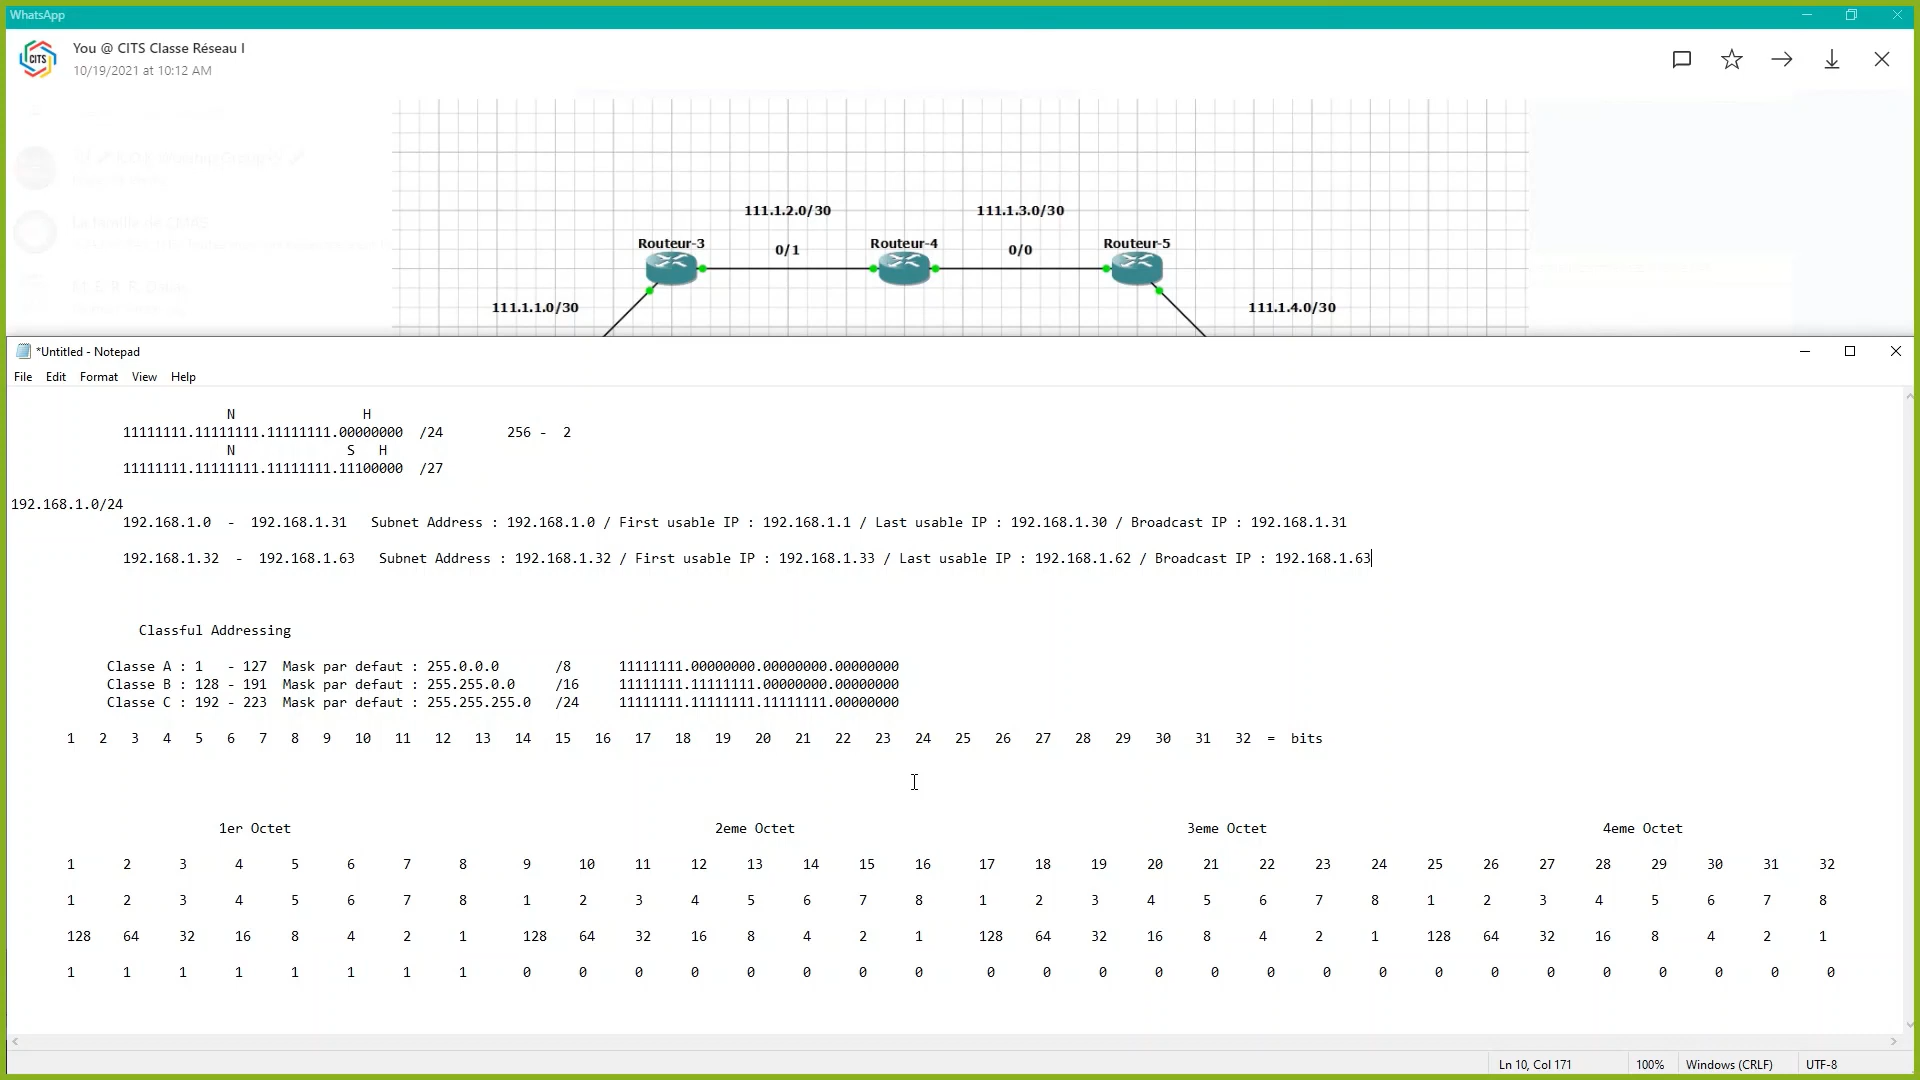 WhatsApp
CITS
You @ CITS Classe Réseau I
10/19/2021 at 10:12 AM
111.1.2.0/30 111.1.3.0/30
Routeur-3 0/1 Routeur-4 0/0 Routeur-5
111.1.1.0/30 111.1.4.0/30
*Untitled - Notepad
File Edit Format View Help
N H
11111111.11111111.11111111.00000000 /24 256 - 2
N S H
11111111.11111111.11111111.11100000 /27
192.168.1.0/24
192.168.1.0 - 192.168.1.31 Subnet Address : 192.168.1.0 / First usable IP : 192.168.1.1 / Last usable IP : 192.168.1.30 / Broadcast IP : 192.168.1.31
192.168.1.32 - 192.168.1.63 Subnet Address : 192.168.1.32 / First usable IP : 192.168.1.33 / Last usable IP : 192.168.1.62 / Broadcast IP : 192.168.1.63
Classful Addressing
Classe A : 1 - 127 Mask par defaut : 255.0.0.0 /8 11111111.00000000.00000000.00000000
Classe B : 128 - 191 Mask par defaut : 255.255.0.0 /16 11111111.11111111.00000000.00000000
Classe C : 192 - 223 Mask par defaut : 255.255.255.0 /24 11111111.11111111.11111111.00000000
1 2 3 4 5 6 7 8 9 10 11 12 13 14 15 16 17 18 19 20 21 22 23 24 25 26 27 28 29 30 31 32 = bits
1er Octet 2eme Octet 3eme Octet 4eme Octet
1 2 3 4 5 6 7 8 9 10 11 12 13 14 15 16 17 18 19 20 21 22 23 24 25 26 27 28 29 30 31 32
1 2 3 4 5 6 7 8 1 2 3 4 5 6 7 8 1 2 3 4 5 6 7 8 1 2 3 4 5 6 7 8
128 64 32 16 8 4 2 1 128 64 32 16 8 4 2 1 128 64 32 16 8 4 2 1 128 64 32 16 8 4 2 1
1 1 1 1 1 1 1 1 0 0 0 0 0 0 0 0 0 0 0 0 0 0 0 0 0 0 0 0 0 0 0 0
Ln 10, Col 171 100% Windows (CRLF) UTF-8